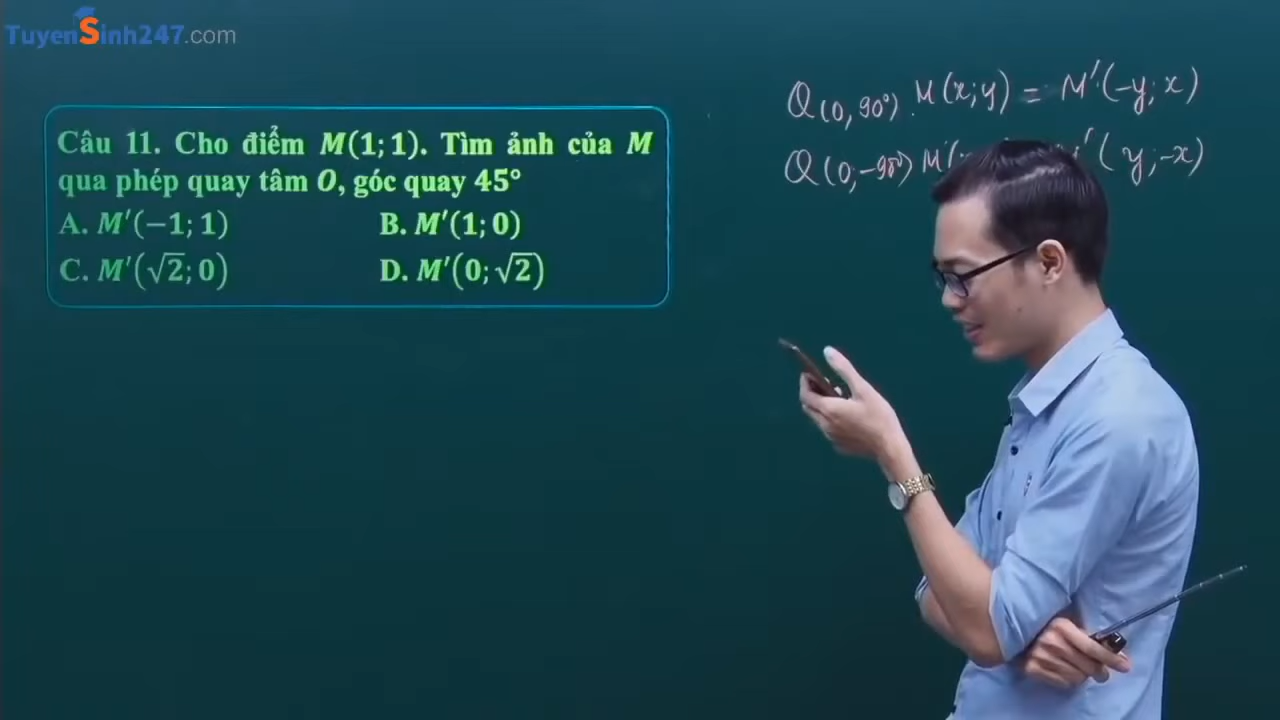 TuyenSinh247.com
Q(O, 90°) M(x; y) = M'(-y; x)
Q(O; -90°) M( '( y; -x)
Câu 11. Cho điểm M(1; 1). Tìm ảnh của M
qua phép quay tâm O, góc quay 45°
A. M'(−1; 1) B. M'(1; 0)
C. M'(√2; 0) D. M'(0; √2)